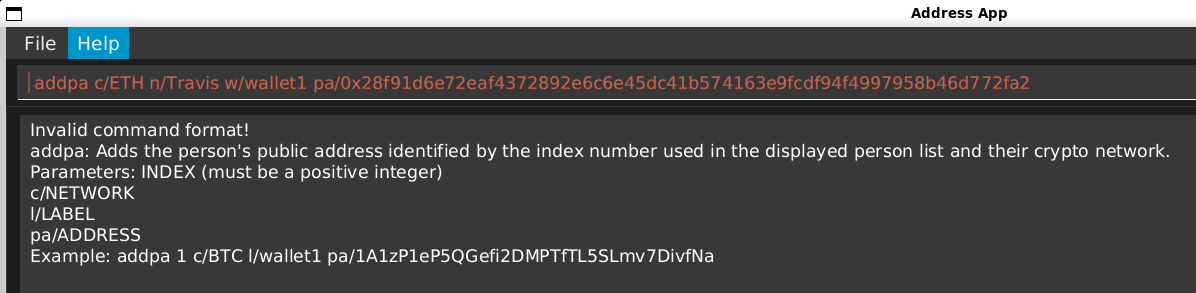 Address App
File Help
addpa c/ETH n/Travis w/wallet1 pa/0x28f91d6e72eaf4372892e6c6e45dc41b574163e9fcdf94f4997958b46d772fa2
Invalid command format!
addpa: Adds the person's public address identified by the index number used in the displayed person list and their crypto network.
Parameters: INDEX (must be a positive integer)
c/NETWORK
l/LABEL
pa/ADDRESS
Example: addpa 1 c/BTC l/wallet1 pa/1A1zP1eP5QGefi2DMPTfTL5SLmv7DivfNa